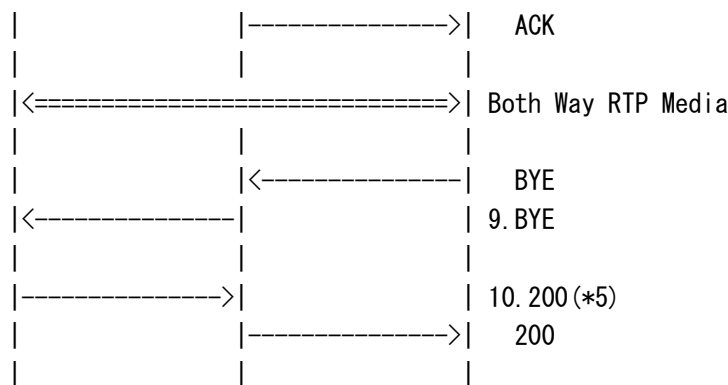 |                |--------------->|   ACK
|                |                |
|<===============================>| Both Way RTP Media
|                |                |
|                |<---------------|   BYE
|<---------------|                | 9.BYE
|                |                |
|--------------->|                | 10.200(*5)
|                |--------------->|   200
|                |                |